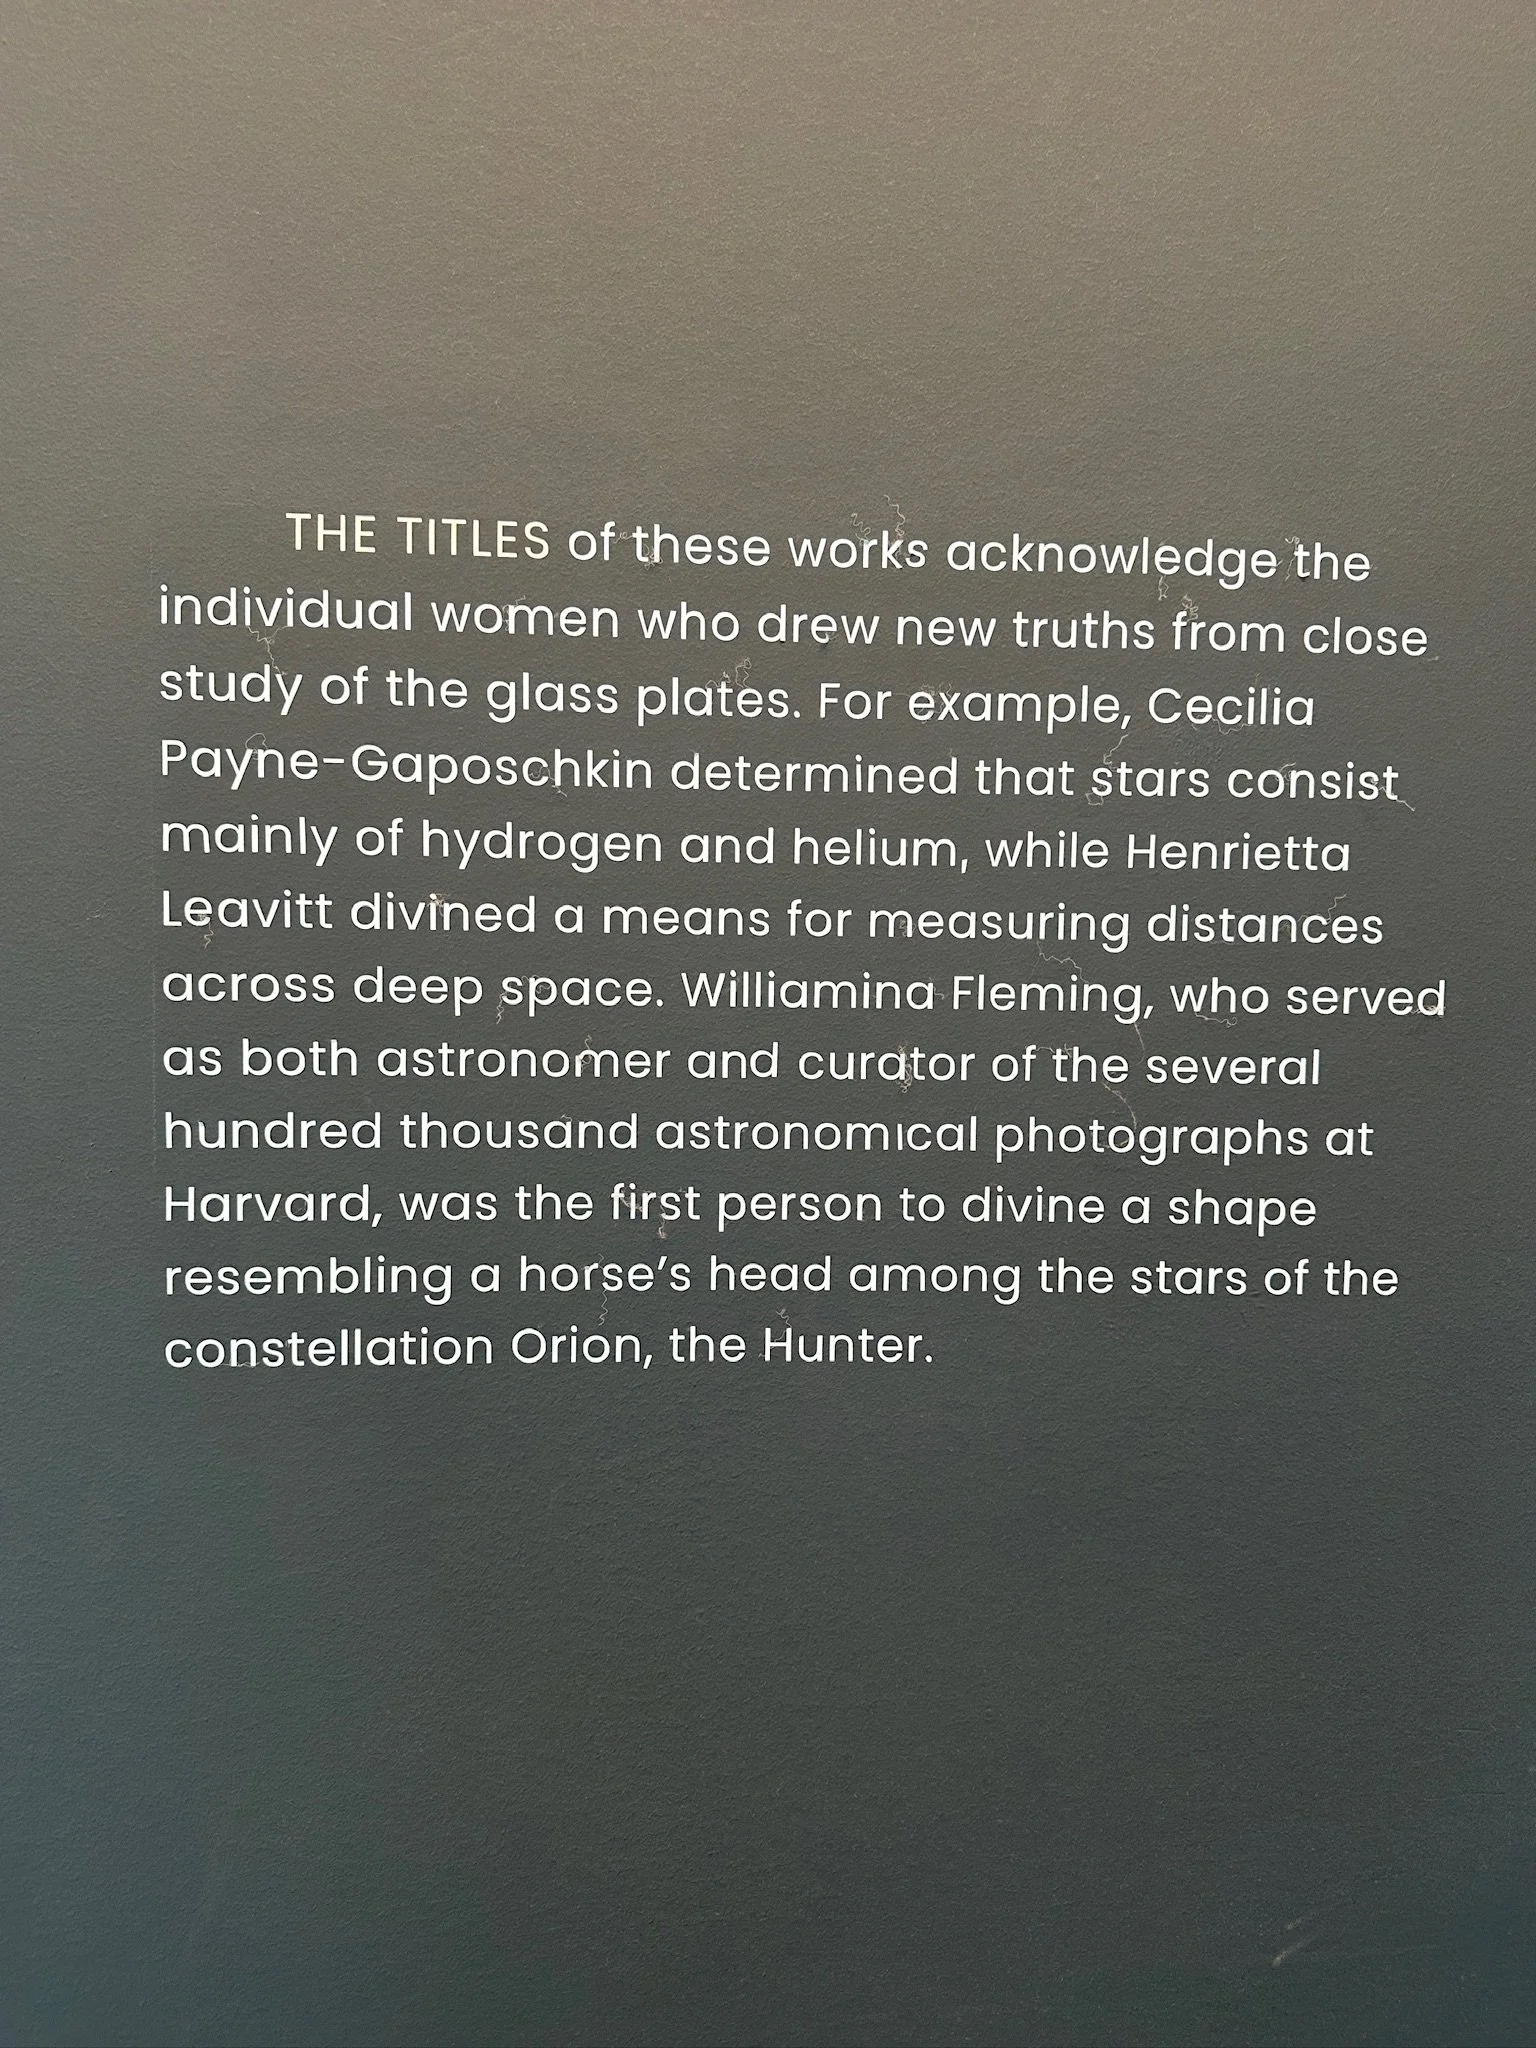 THE TITLES of these works acknowledge the
individual women who drew new truths from close
study of the glass plates. For example, Cecilia
Payne-Gaposchkin determined that stars consist
mainly of hydrogen and helium, while Henrietta
Leavitt divined a means for measuring distances
across deep space. Williamina Fleming, who served
as both astronomer and curator of the several
hundred thousand astronomical photographs at
Harvard, was the first person to divine a shape
resembling a horse’s head among the stars of the
constellation Orion, the Hunter.